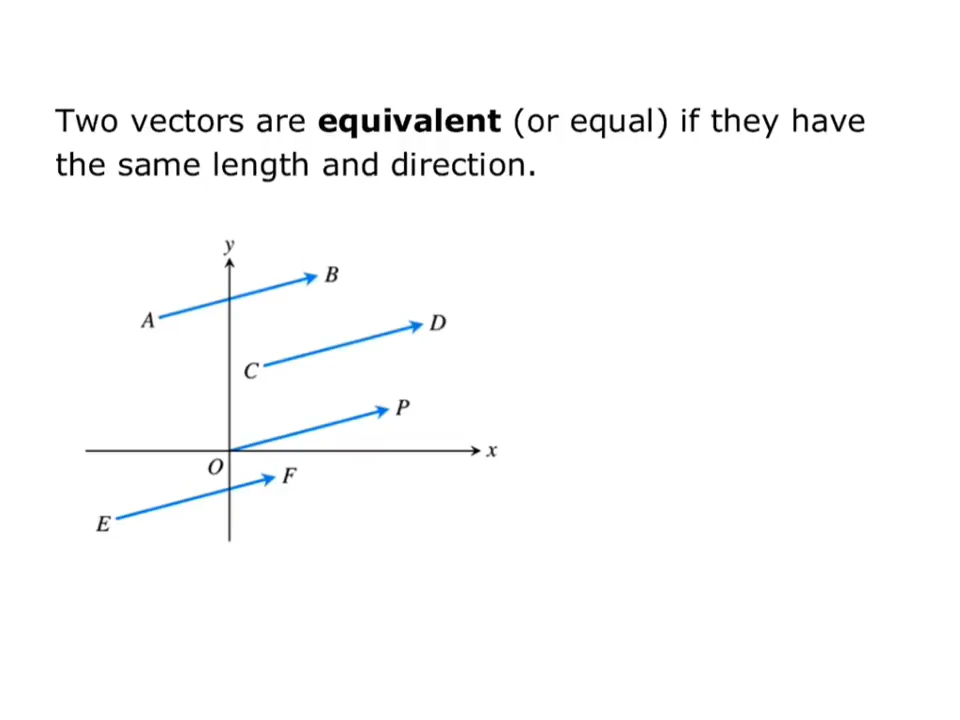 Two vectors are equivalent (or equal) if they have
the same length and direction.
y
B
A
D
C
P
x
O
F
E